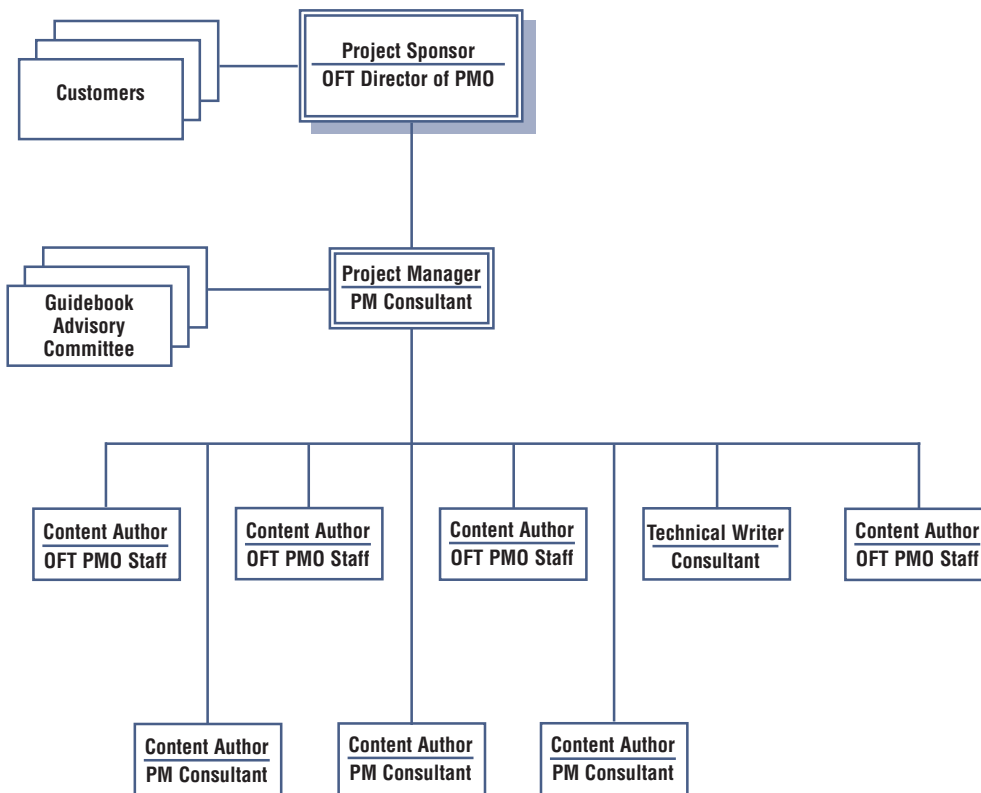 Project Sponsor
OFT Director of PMO
Customers
Project Manager
PM Consultant
Guidebook
Advisory
Committee
Content Author
OFT PMO Staff
Content Author
OFT PMO Staff
Content Author
OFT PMO Staff
Technical Writer
Consultant
Content Author
OFT PMO Staff
Content Author
PM Consultant
Content Author
PM Consultant
Content Author
PM Consultant